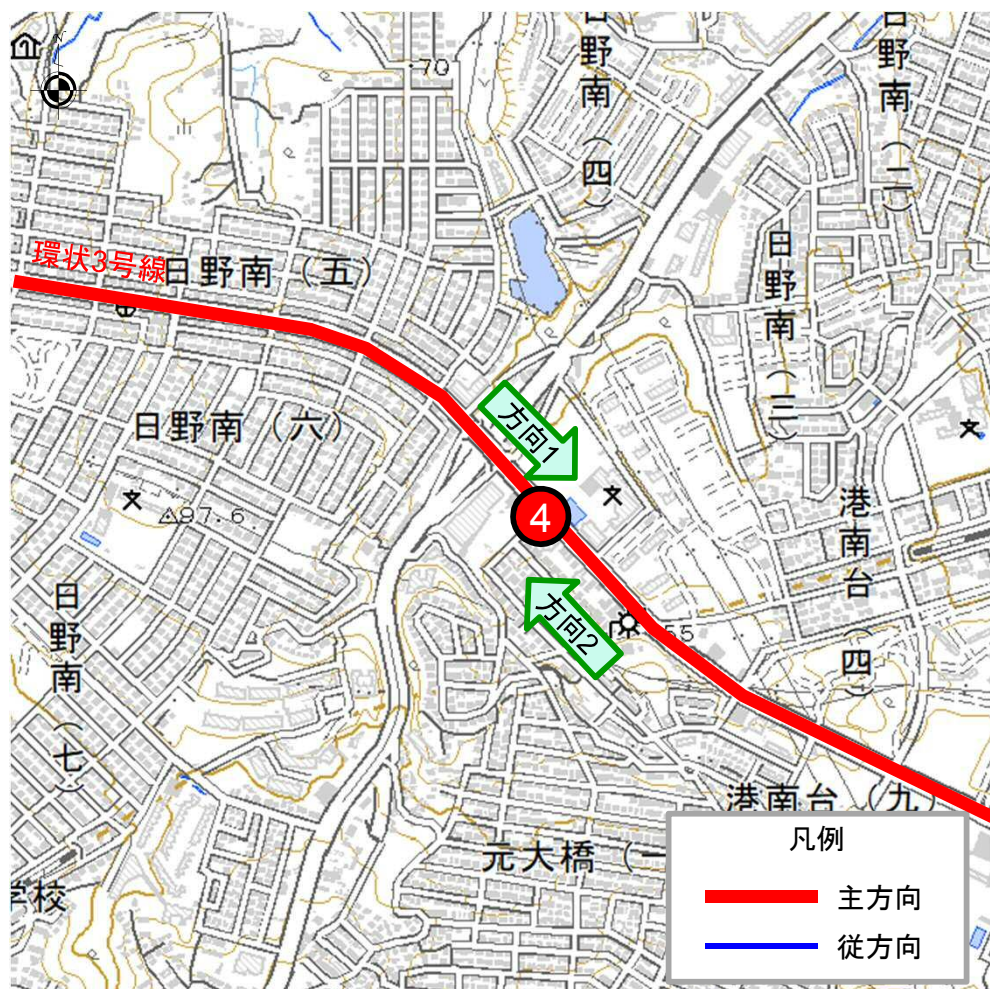 N
70
日野南(四)
日野南(二)
環状3号線
日野南(五)
日野南(三)
方向1
日野南(六)
97.6
4
港南台(四)
方向2
55
日野南(七)
港南台(九)
元大橋(一
学校
凡例
主方向
従方向